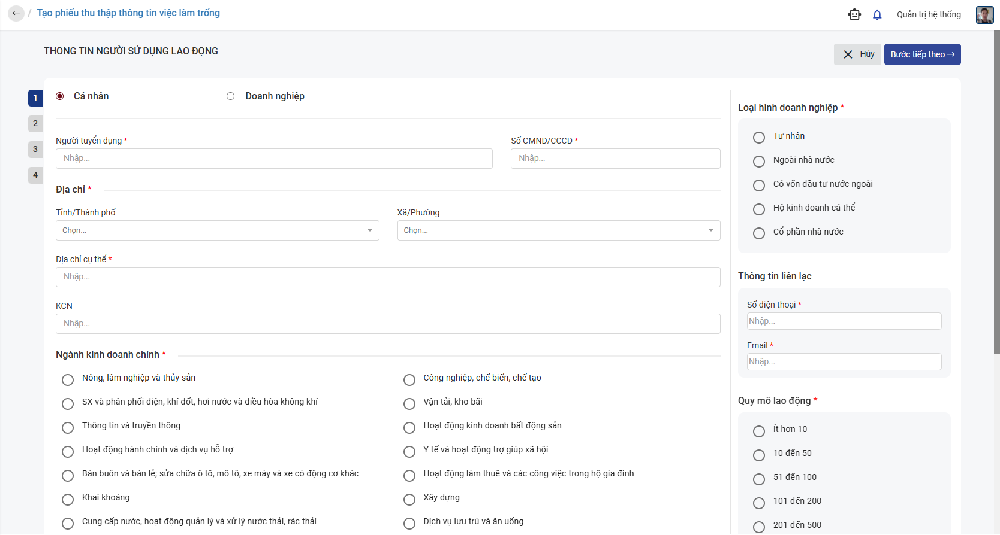 / Tạo phiếu thu thập thông tin việc làm trống
Quản trị hệ thống
THÔNG TIN NGƯỜI SỬ DỤNG LAO ĐỘNG
Hủy
Bước tiếp theo →
1
2
3
4
Cá nhân
Doanh nghiệp
Người tuyển dụng *
Nhập...
Số CMND/CCCD *
Nhập...
Địa chỉ *
Tỉnh/Thành phố
Chọn...
Xã/Phường
Chọn...
Địa chỉ cụ thể *
Nhập...
KCN
Nhập...
Ngành kinh doanh chính *
Nông, lâm nghiệp và thủy sản
Công nghiệp, chế biến, chế tạo
SX và phân phối điện, khí đốt, hơi nước và điều hòa không khí
Vận tải, kho bãi
Thông tin và truyền thông
Hoạt động kinh doanh bất động sản
Hoạt động hành chính và dịch vụ hỗ trợ
Y tế và hoạt động trợ giúp xã hội
Bán buôn và bán lẻ; sửa chữa ô tô, mô tô, xe máy và xe có động cơ khác
Hoạt động làm thuê và các công việc trong hộ gia đình
Khai khoáng
Xây dựng
Cung cấp nước, hoạt động quản lý và xử lý nước thải, rác thải
Dịch vụ lưu trú và ăn uống
Loại hình doanh nghiệp *
Tư nhân
Ngoài nhà nước
Có vốn đầu tư nước ngoài
Hộ kinh doanh cá thể
Cổ phần nhà nước
Thông tin liên lạc
Số điện thoại *
Nhập...
Email *
Nhập...
Quy mô lao động *
Ít hơn 10
10 đến 50
51 đến 100
101 đến 200
201 đến 500